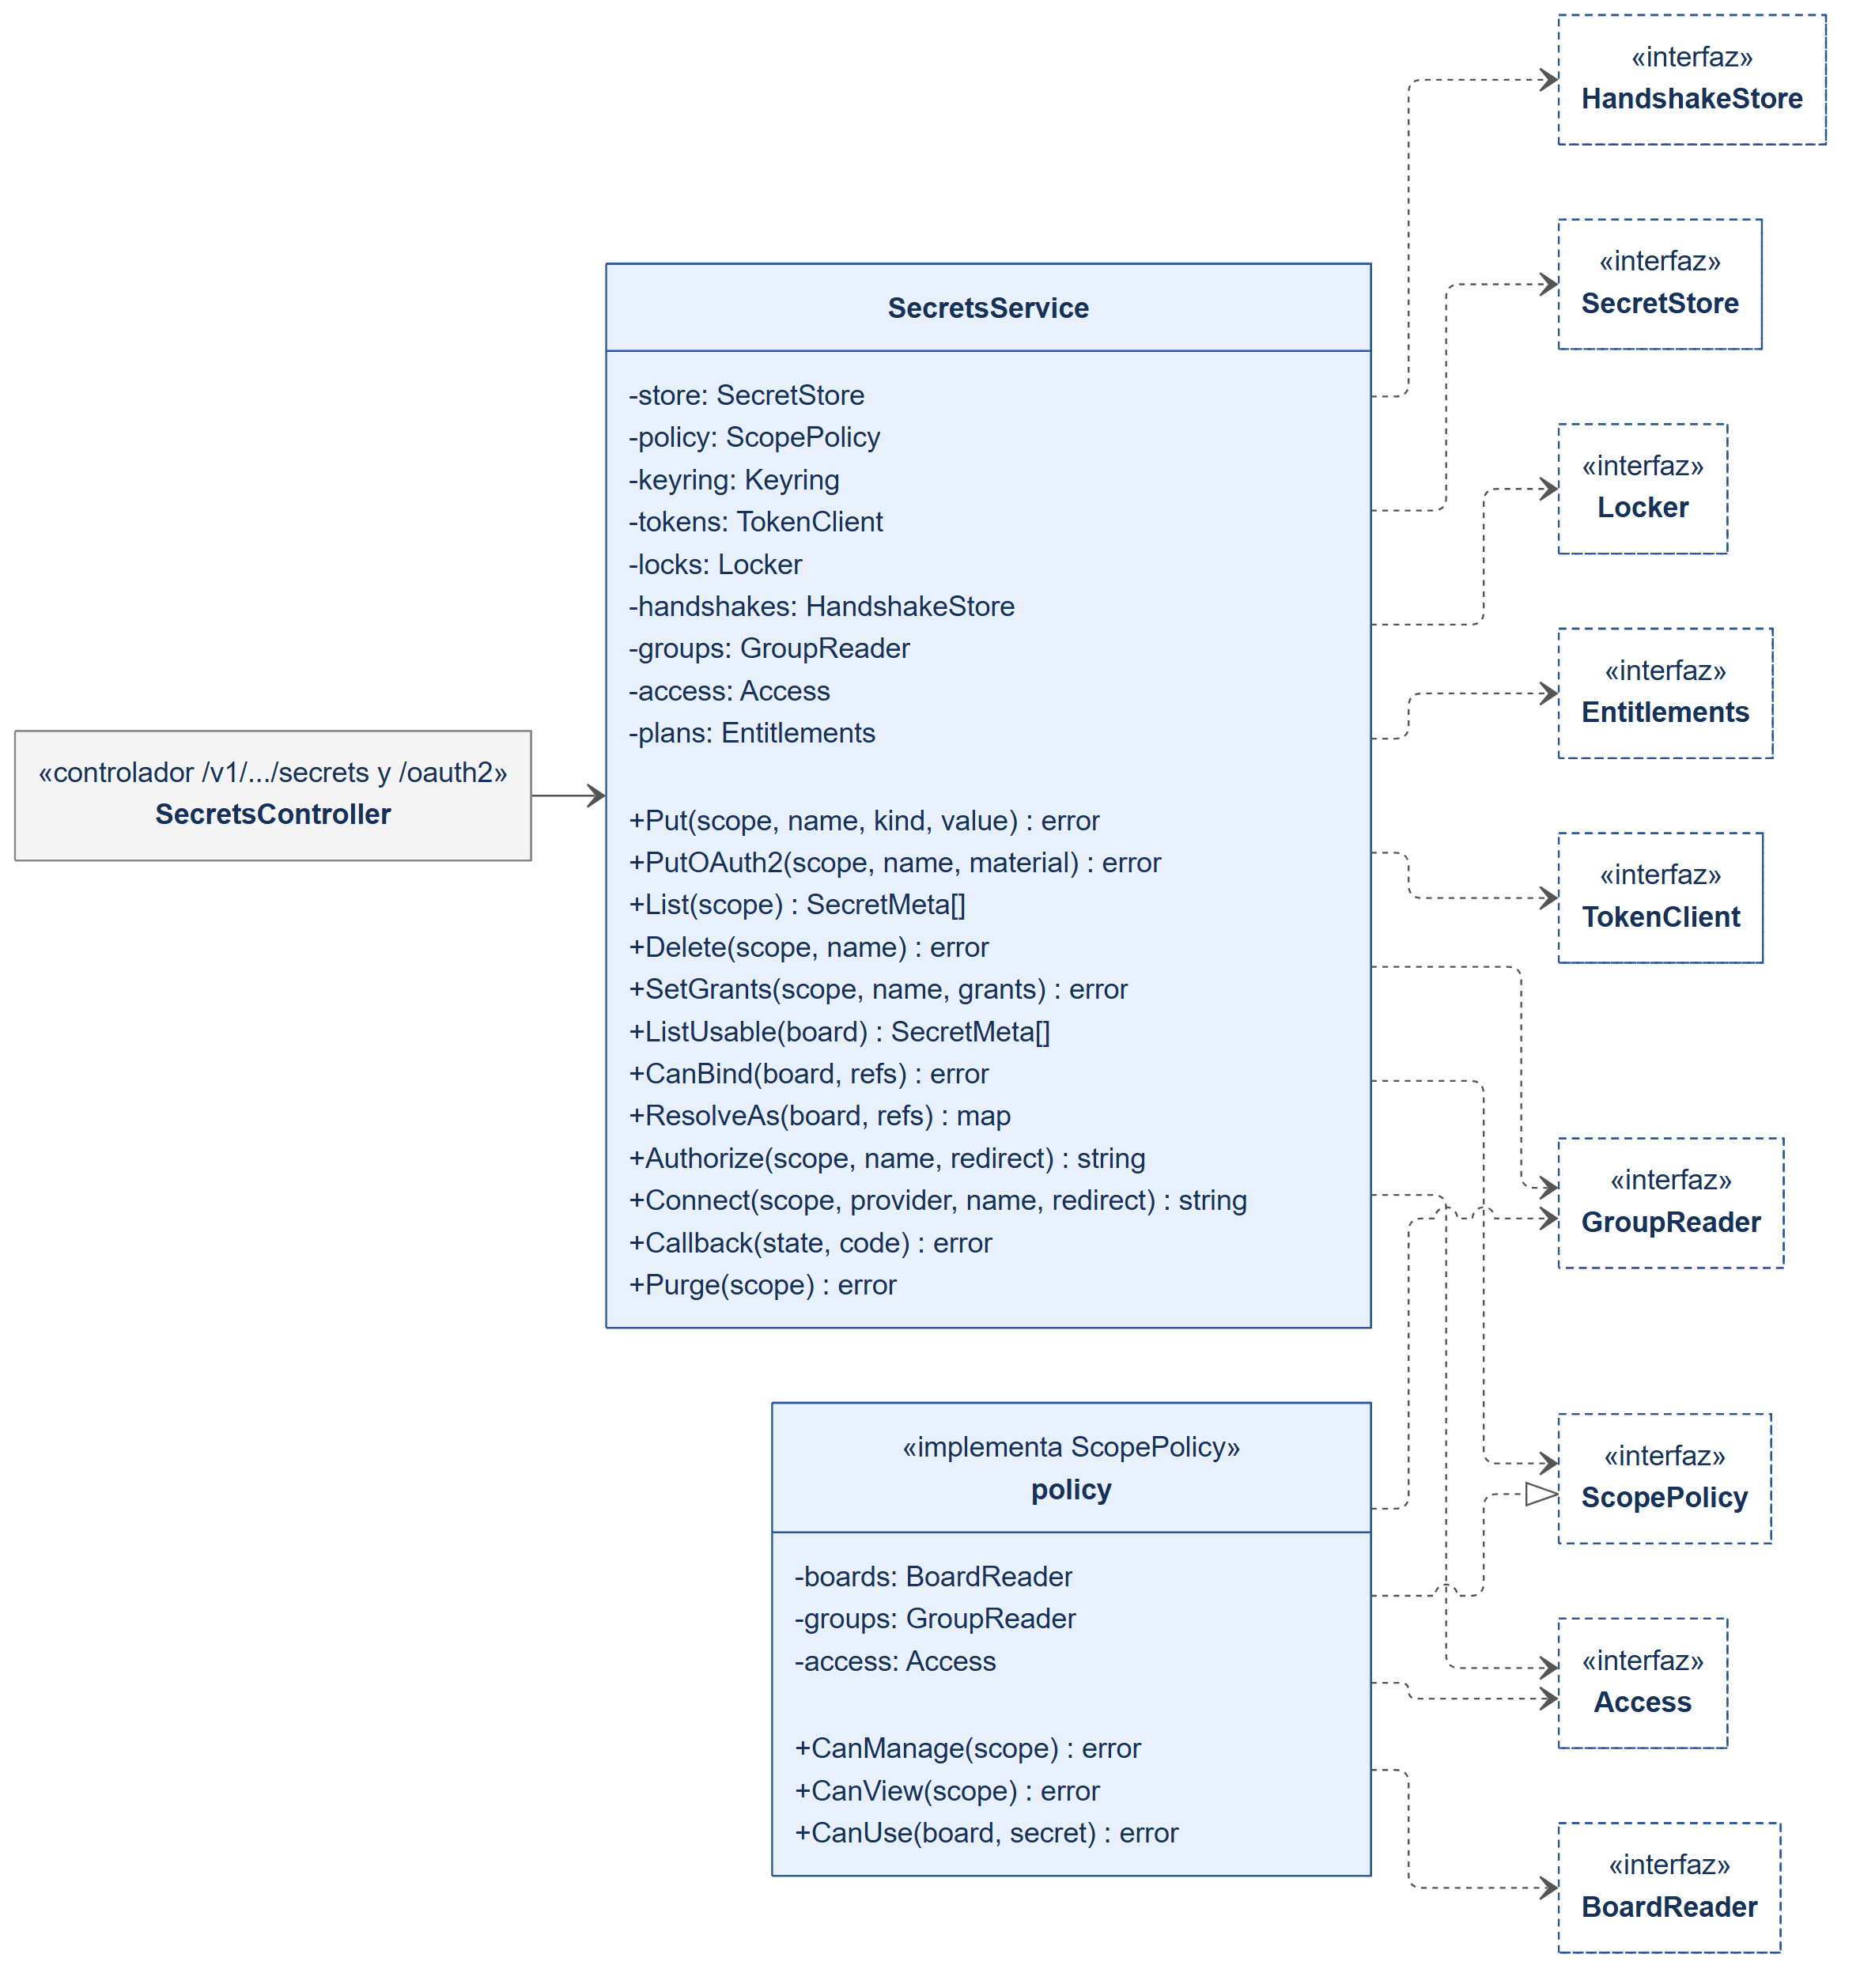 «controlador /v1/.../secrets y /oauth2»
SecretsController
SecretsService
-store: SecretStore
-policy: ScopePolicy
-keyring: Keyring
-tokens: TokenClient
-locks: Locker
-handshakes: HandshakeStore
-groups: GroupReader
-access: Access
-plans: Entitlements
+Put(scope, name, kind, value) : error
+PutOAuth2(scope, name, material) : error
+List(scope) : SecretMeta[]
+Delete(scope, name) : error
+SetGrants(scope, name, grants) : error
+ListUsable(board) : SecretMeta[]
+CanBind(board, refs) : error
+ResolveAs(board, refs) : map
+Authorize(scope, name, redirect) : string
+Connect(scope, provider, name, redirect) : string
+Callback(state, code) : error
+Purge(scope) : error
«implementa ScopePolicy»
policy
-boards: BoardReader
-groups: GroupReader
-access: Access
+CanManage(scope) : error
+CanView(scope) : error
+CanUse(board, secret) : error
«interfaz»
HandshakeStore
«interfaz»
SecretStore
«interfaz»
Locker
«interfaz»
Entitlements
«interfaz»
TokenClient
«interfaz»
GroupReader
«interfaz»
ScopePolicy
«interfaz»
Access
«interfaz»
BoardReader